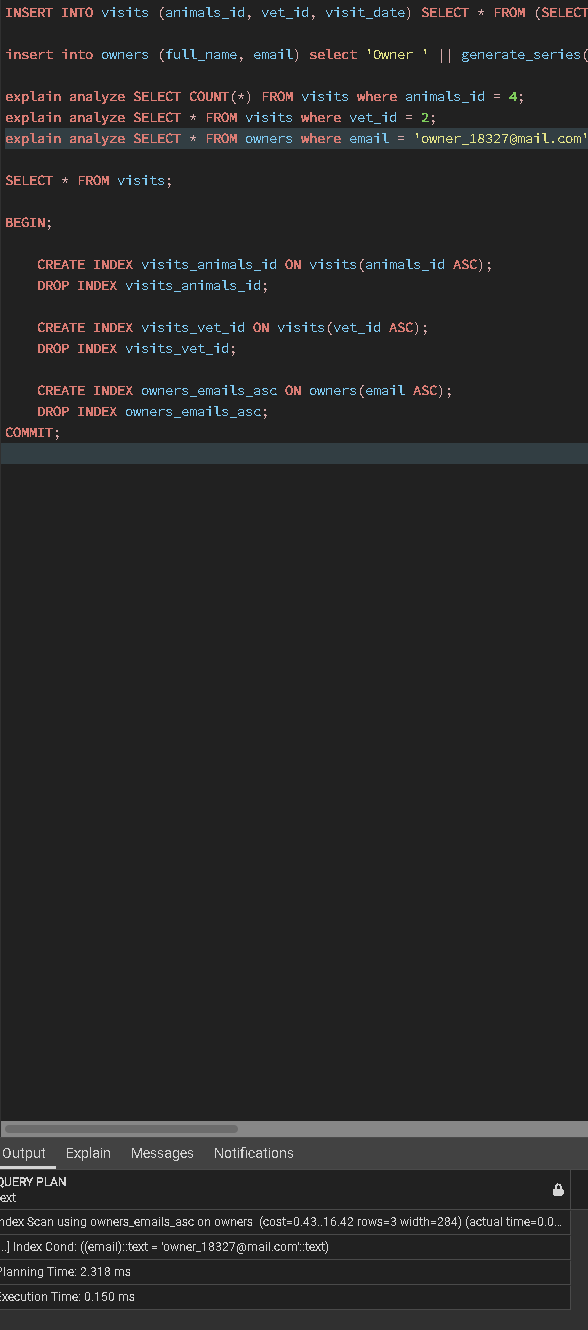 INSERT INTO visits (animals_id, vet_id, visit_date) SELECT * FROM (SELECT
insert into owners (full_name, email) select 'Owner ' || generate_series(
explain analyze SELECT COUNT(*) FROM visits where animals_id = 4;
explain analyze SELECT * FROM visits where vet_id = 2;
explain analyze SELECT * FROM owners where email = 'owner_18327@mail.com'
SELECT * FROM visits;
BEGIN;
CREATE INDEX visits_animals_id ON visits(animals_id ASC);
DROP INDEX visits_animals_id;
CREATE INDEX visits_vet_id ON visits(vet_id ASC);
DROP INDEX visits_vet_id;
CREATE INDEX owners_emails_asc ON owners(email ASC);
DROP INDEX owners_emails_asc;
COMMIT;
Output Explain Messages Notifications
QUERY PLAN
ext
ndex Scan using owners_emails_asc on owners (cost=0.43..16.42 rows=3 width=284) (actual time=0.0...
..] Index Cond: ((email)::text = 'owner_18327@mail.com'::text)
Planning Time: 2.318 ms
Execution Time: 0.150 ms